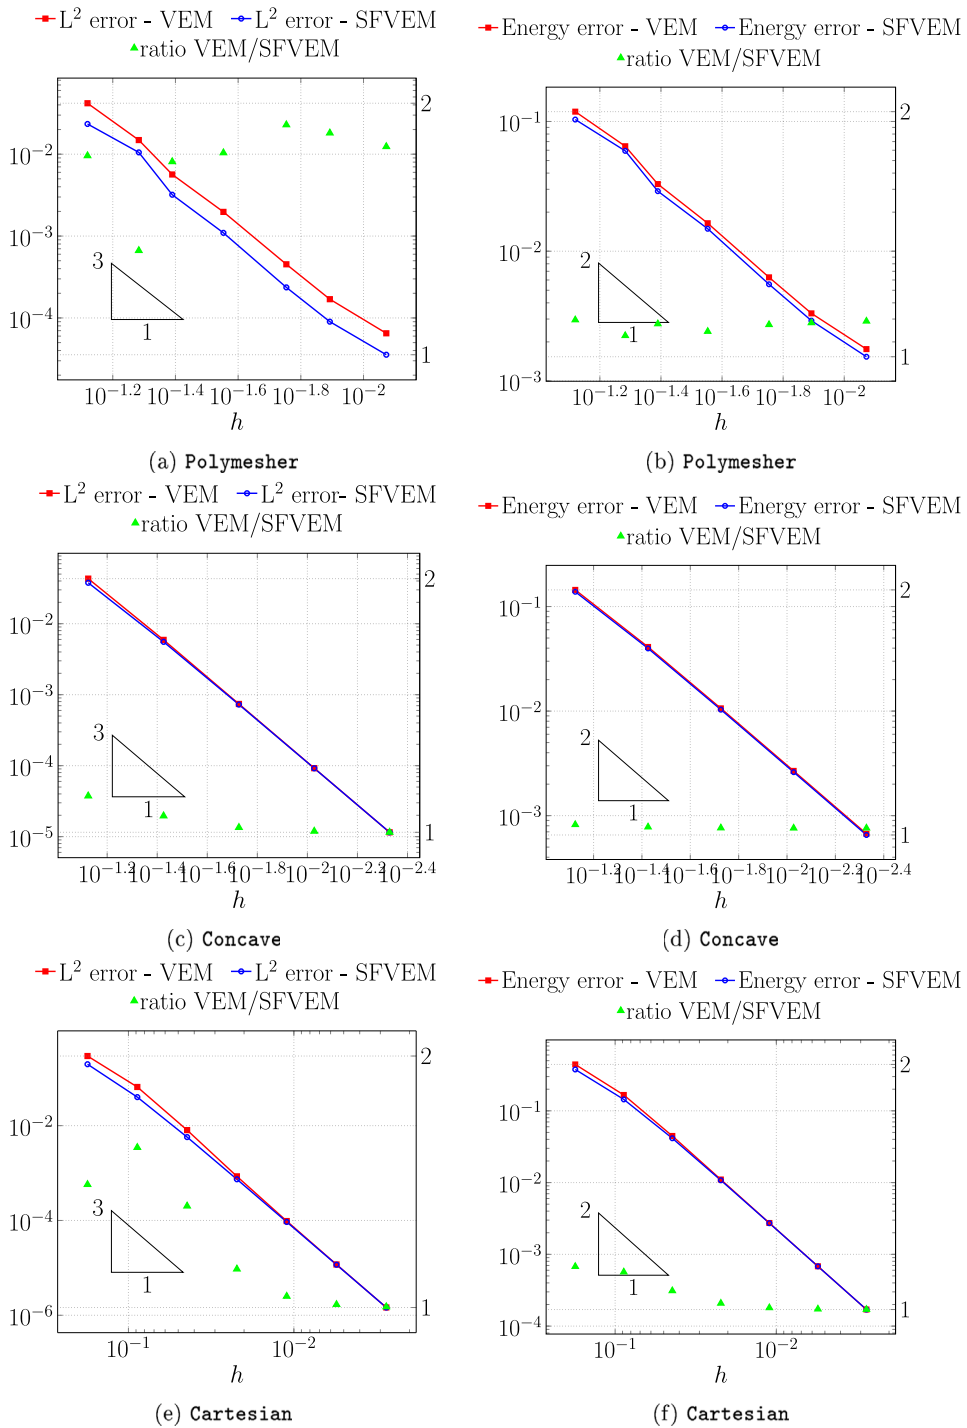 L² error - VEM L² error - SFVEM
ratio VEM/SFVEM
Energy error - VEM Energy error - SFVEM
ratio VEM/SFVEM
10⁻² 10⁻³ 10⁻⁴
2 1
3 1
10⁻¹·² 10⁻¹·⁴ 10⁻¹·⁶ 10⁻¹·⁸ 10⁻²
h
(a) Polymesher
10⁻¹ 10⁻² 10⁻³
2 1
2 1
10⁻¹·² 10⁻¹·⁴ 10⁻¹·⁶ 10⁻¹·⁸ 10⁻²
h
(b) Polymesher
L² error - VEM L² error- SFVEM
ratio VEM/SFVEM
Energy error - VEM Energy error - SFVEM
ratio VEM/SFVEM
10⁻² 10⁻³ 10⁻⁴ 10⁻⁵
2 1
3 1
10⁻¹·² 10⁻¹·⁴ 10⁻¹·⁶ 10⁻¹·⁸ 10⁻² 10⁻²·² 10⁻²·⁴
h
(c) Concave
10⁻¹ 10⁻² 10⁻³
2 1
2 1
10⁻¹·² 10⁻¹·⁴ 10⁻¹·⁶ 10⁻¹·⁸ 10⁻² 10⁻²·² 10⁻²·⁴
h
(d) Concave
L² error - VEM L² error - SFVEM
ratio VEM/SFVEM
Energy error - VEM Energy error - SFVEM
ratio VEM/SFVEM
10⁻² 10⁻⁴ 10⁻⁶
2 1
3 1
10⁻¹ 10⁻²
h
(e) Cartesian
10⁻¹ 10⁻² 10⁻³ 10⁻⁴
2 1
2 1
10⁻¹ 10⁻²
h
(f) Cartesian